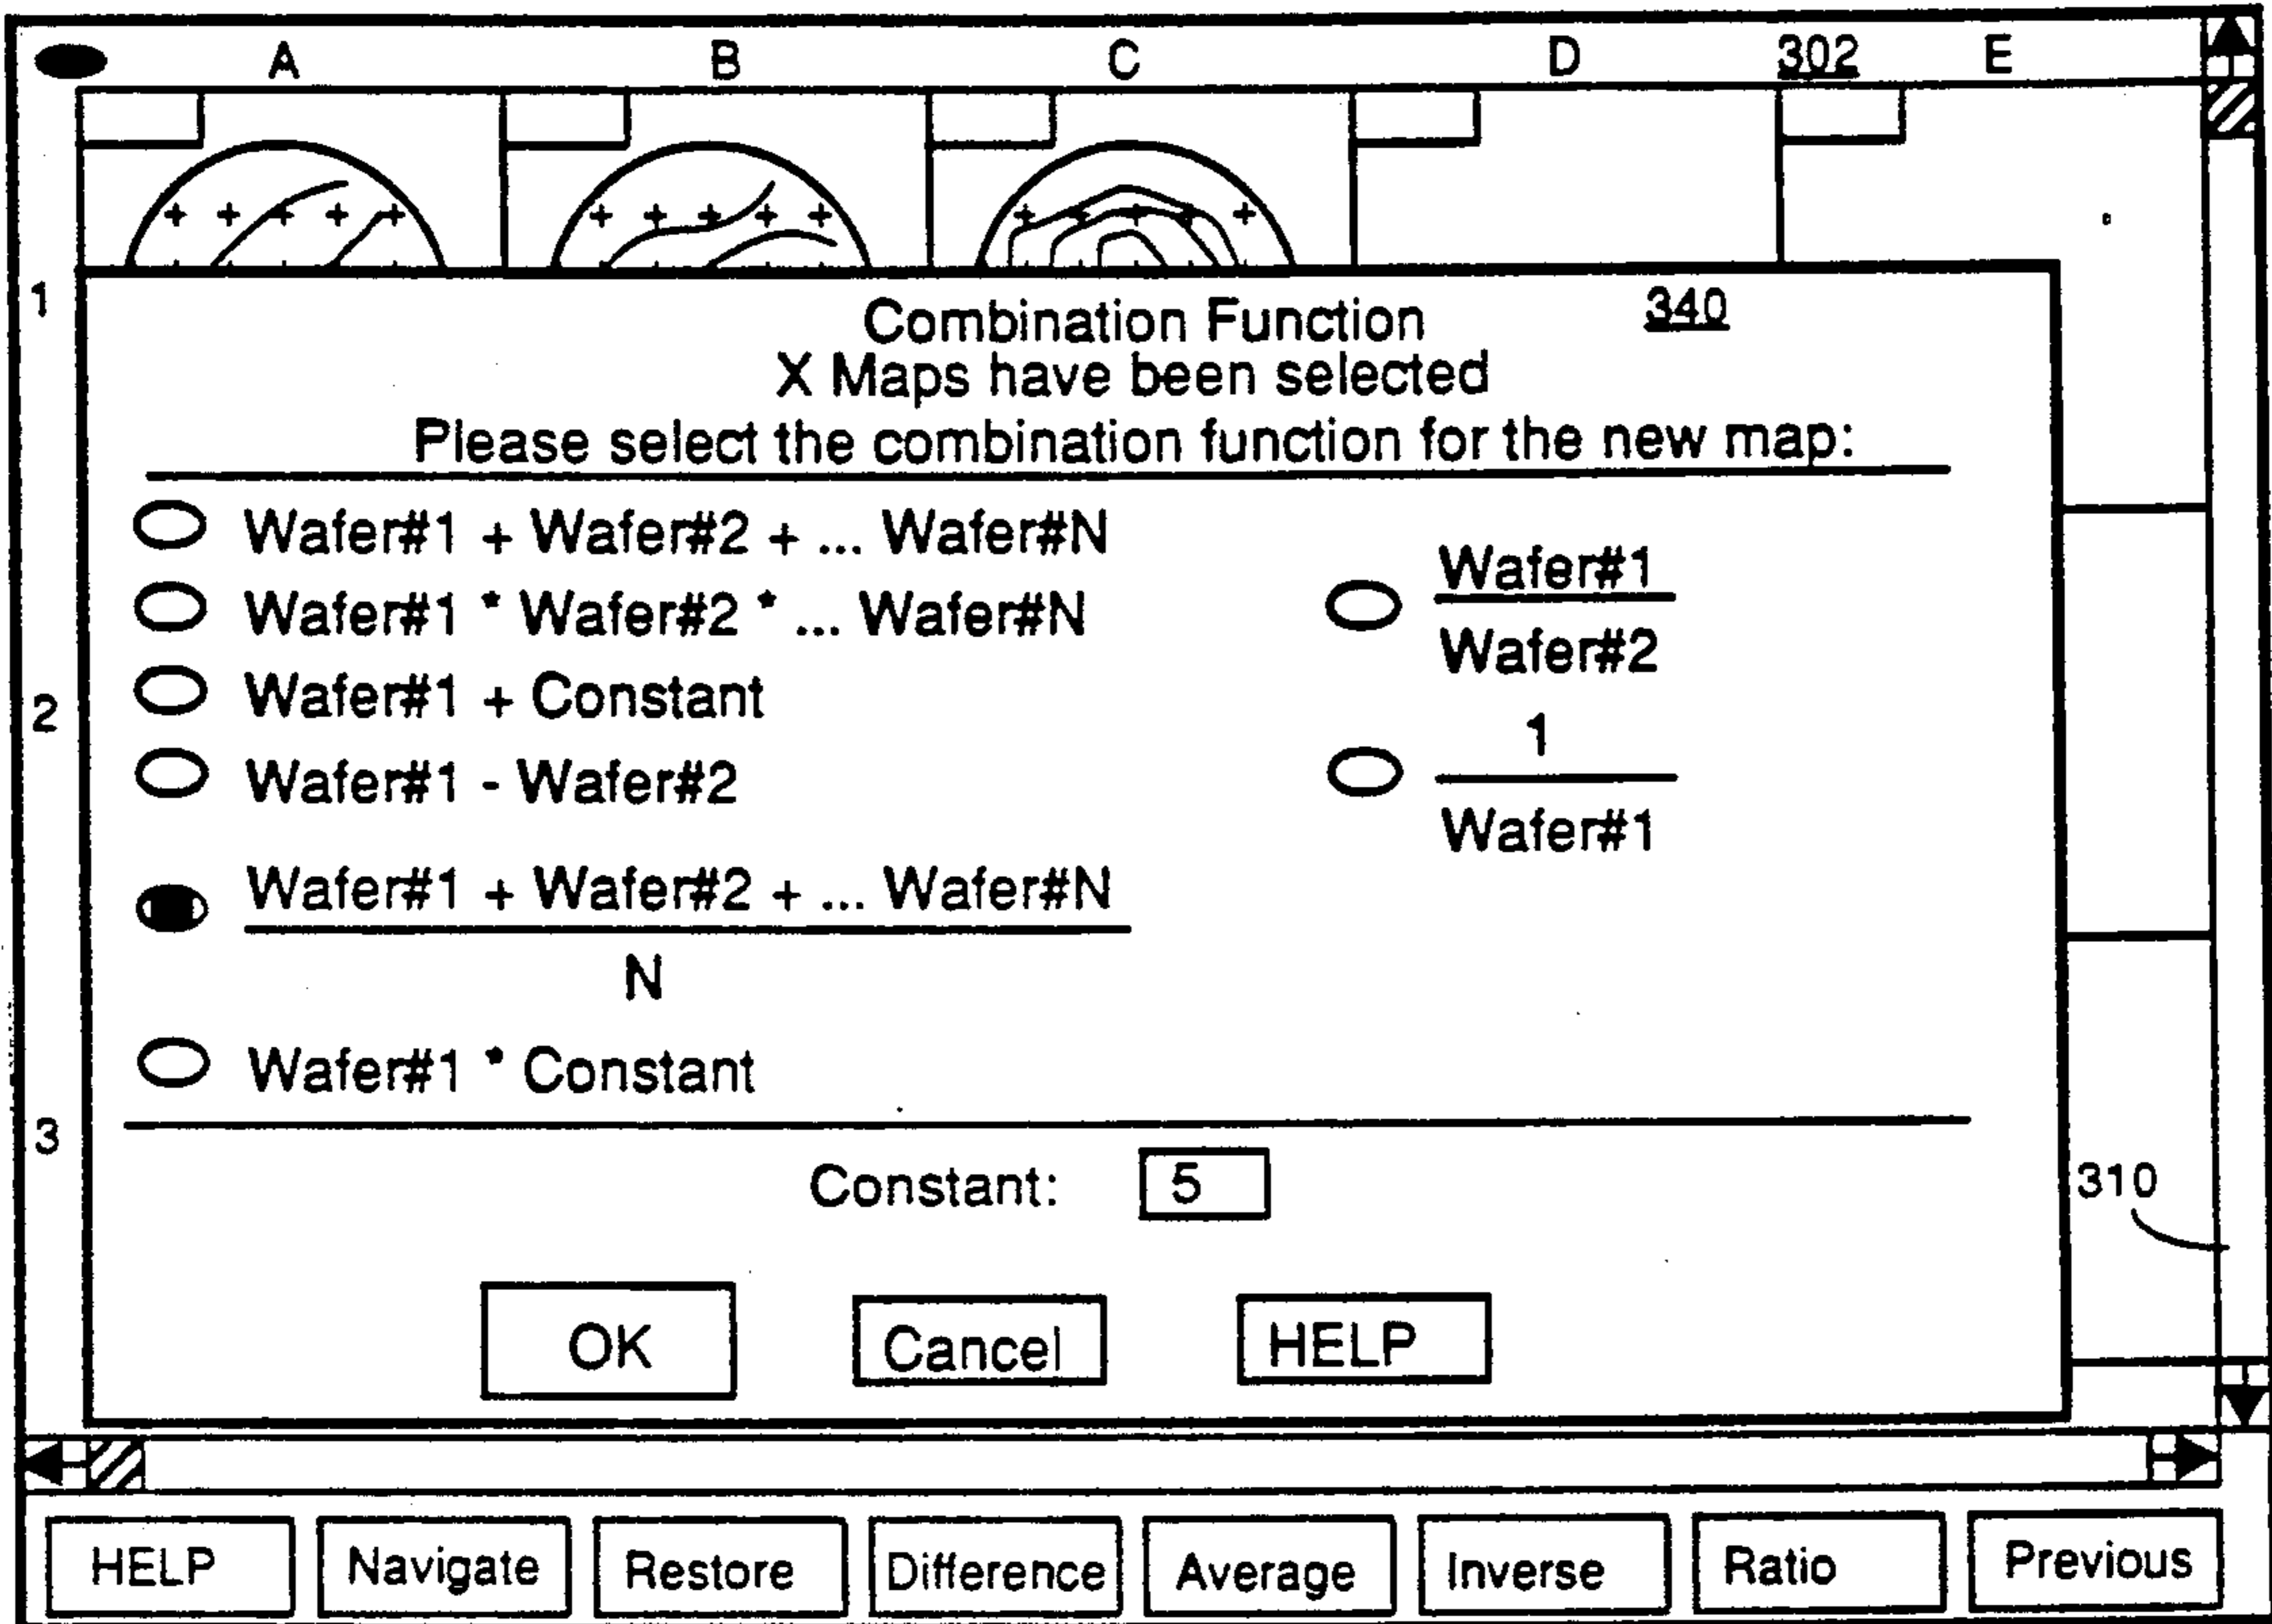 A B C D 302 E
1
340
Combination Function
X Maps have been selected
Please select the combination function for the new map:
Wafer#1 + Wafer#2 + ... Wafer#N
Wafer#1 * Wafer#2 * ... Wafer#N
Wafer#1
Wafer#2
2
Wafer#1 + Constant
Wafer#1 - Wafer#2
1
Wafer#1
Wafer#1 + Wafer#2 + ... Wafer#N
N
Wafer#1 * Constant
3
Constant: 5
310
OK Cancel HELP
HELP Navigate Restore Difference Average Inverse Ratio Previous